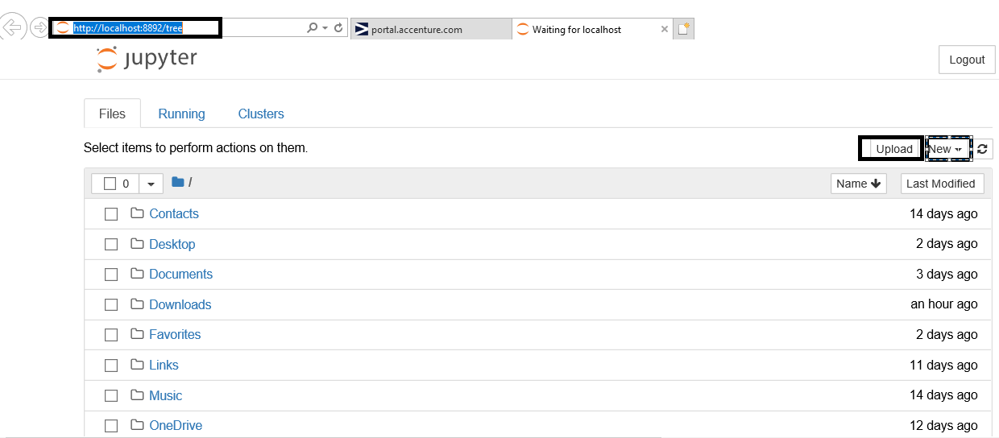 http://localhost:8892/tree portal.accenture.com Waiting for localhost
jupyter Logout
Files Running Clusters
Select items to perform actions on them. Upload New
0 / Name Last Modified
Contacts 14 days ago
Desktop 2 days ago
Documents 3 days ago
Downloads an hour ago
Favorites 2 days ago
Links 11 days ago
Music 14 days ago
OneDrive 12 days ago